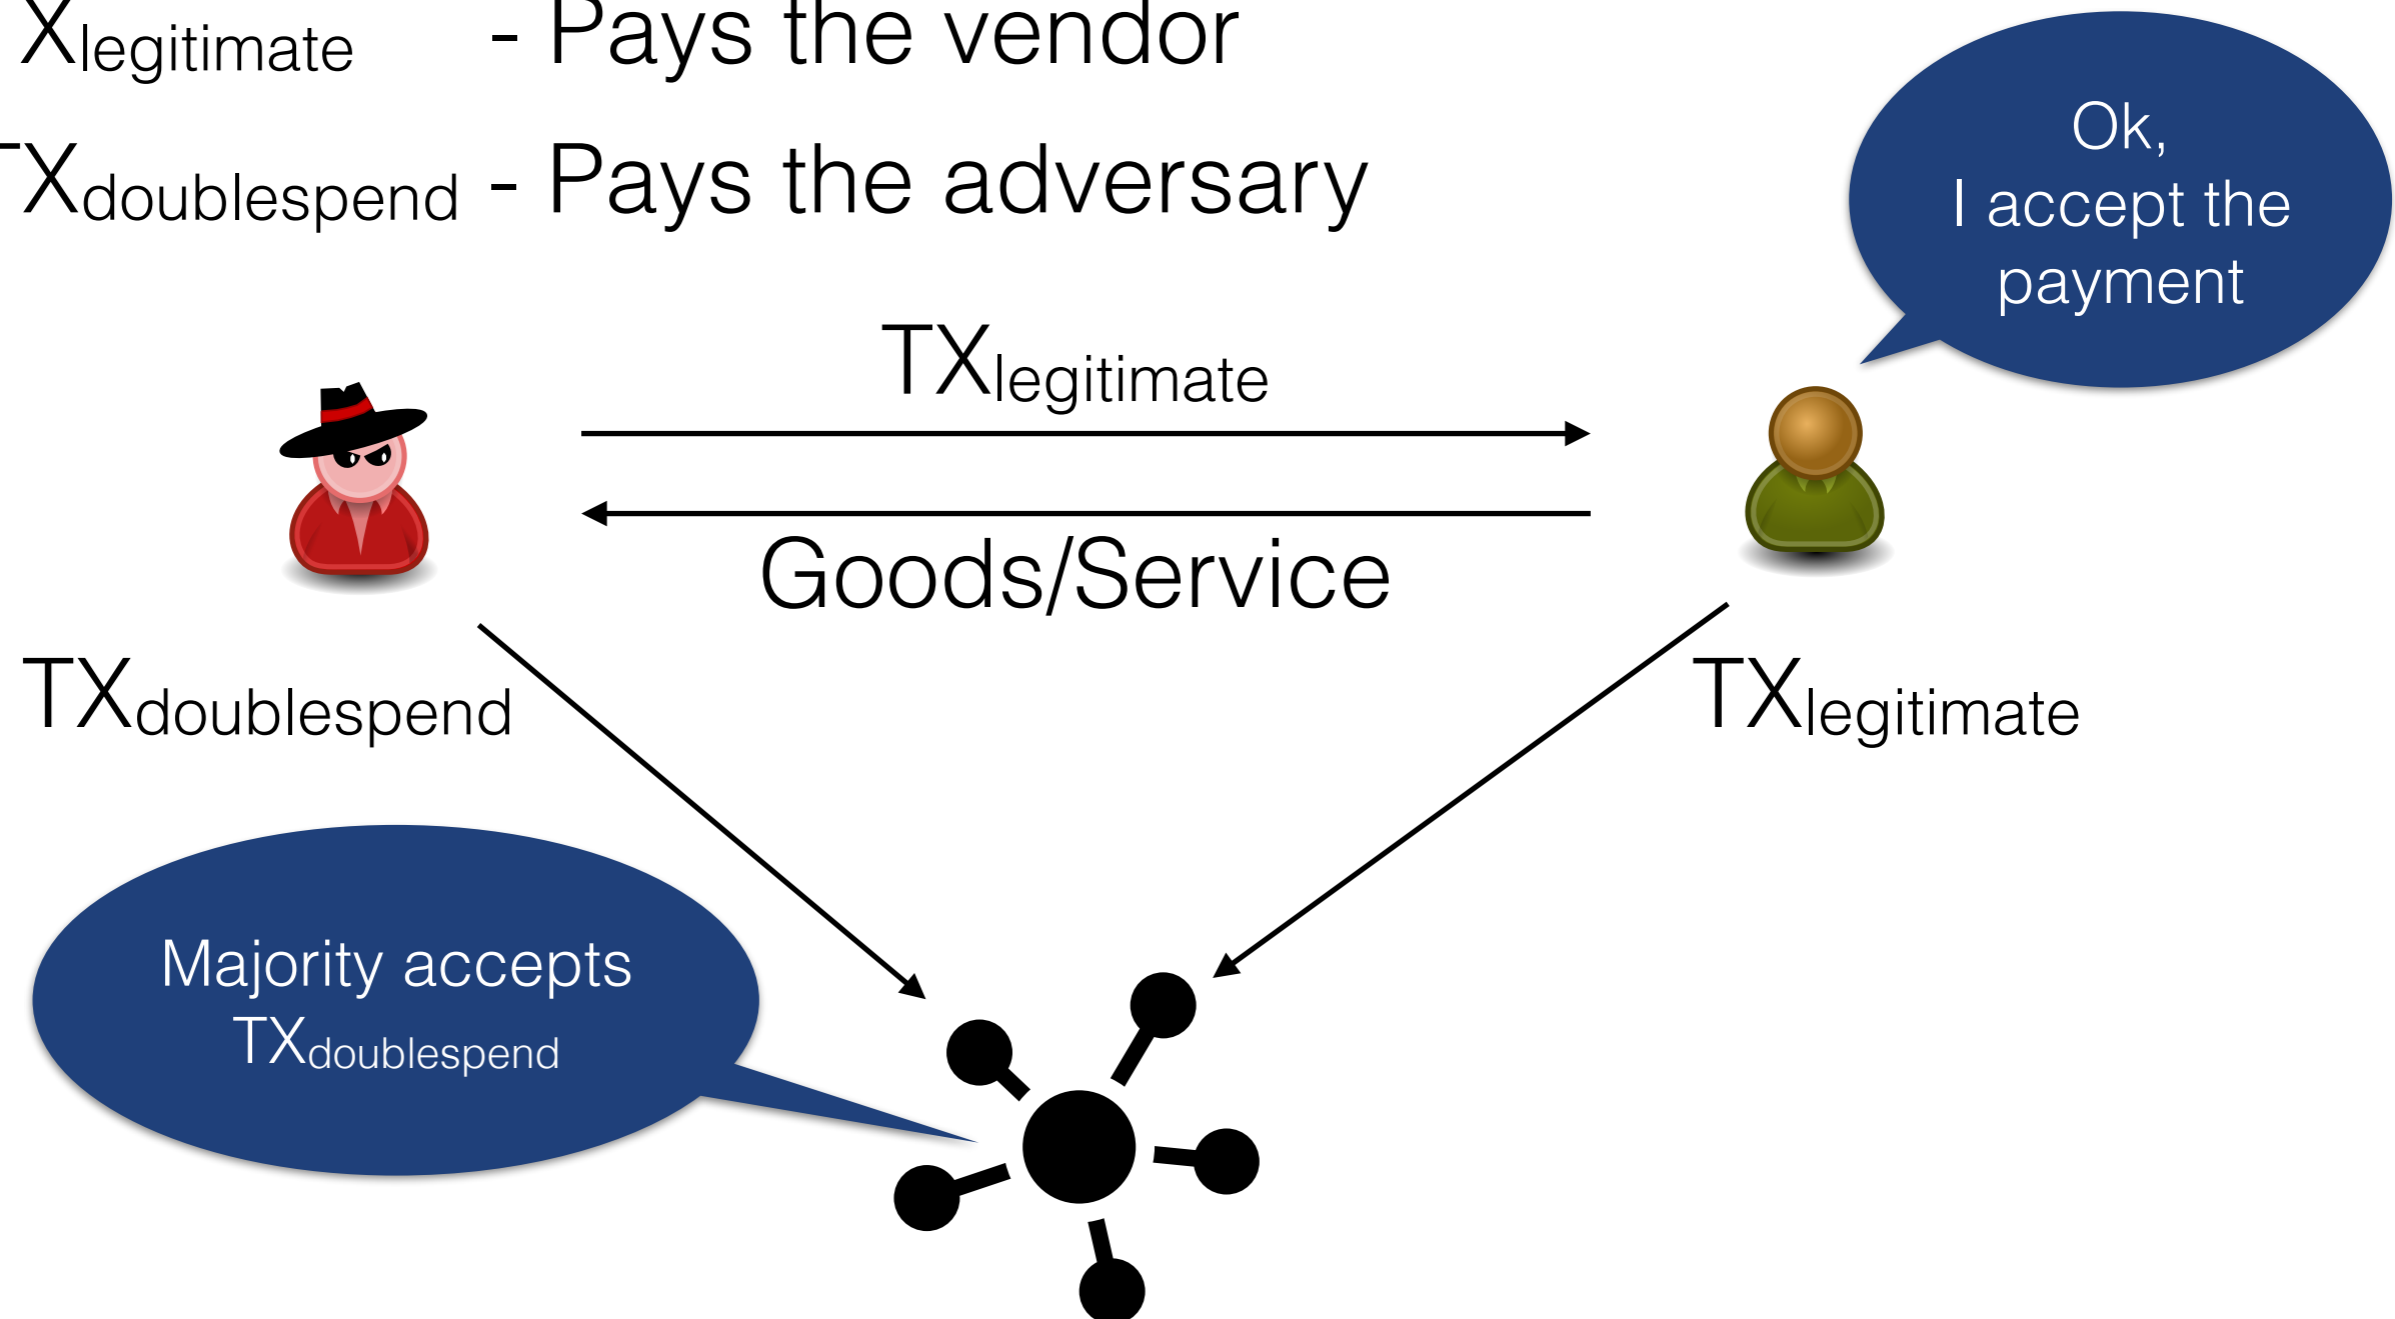 Xlegitimate - Pays the vendor
TXdoublespend - Pays the adversary
Ok,
I accept the
payment
TXlegitimate
Goods/Service
TXdoublespend
TXlegitimate
Majority accepts
TXdoublespend